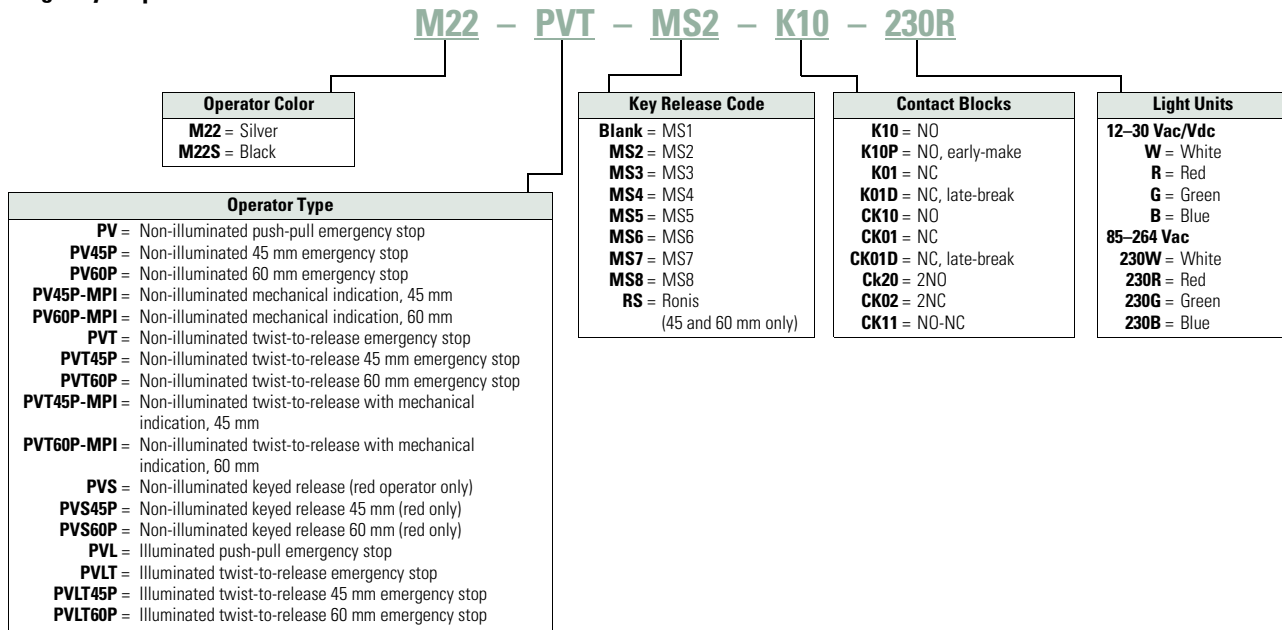 M22 – PVT – MS2 – K10 – 230R
Operator Color
M22 = Silver
M22S = Black
Operator Type
PV = Non-illuminated push-pull emergency stop
PV45P = Non-illuminated 45 mm emergency stop
PV60P = Non-illuminated 60 mm emergency stop
PV45P-MPI = Non-illuminated mechanical indication, 45 mm
PV60P-MPI = Non-illuminated mechanical indication, 60 mm
PVT = Non-illuminated twist-to-release emergency stop
PVT45P = Non-illuminated twist-to-release 45 mm emergency stop
PVT60P = Non-illuminated twist-to-release 60 mm emergency stop
PVT45P-MPI = Non-illuminated twist-to-release with mechanical
indication, 45 mm
PVT60P-MPI = Non-illuminated twist-to-release with mechanical
indication, 60 mm
PVS = Non-illuminated keyed release (red operator only)
PVS45P = Non-illuminated keyed release 45 mm (red only)
PVS60P = Non-illuminated keyed release 60 mm (red only)
PVL = Illuminated push-pull emergency stop
PVLT = Illuminated twist-to-release emergency stop
PVLT45P = Illuminated twist-to-release 45 mm emergency stop
PVLT60P = Illuminated twist-to-release 60 mm emergency stop
Key Release Code
Blank = MS1
MS2 = MS2
MS3 = MS3
MS4 = MS4
MS5 = MS5
MS6 = MS6
MS7 = MS7
MS8 = MS8
RS = Ronis
(45 and 60 mm only)
Contact Blocks
K10 = NO
K10P = NO, early-make
K01 = NC
K01D = NC, late-break
CK10 = NO
CK01 = NC
CK01D = NC, late-break
Ck20 = 2NO
CK02 = 2NC
CK11 = NO-NC
Light Units
12–30 Vac/Vdc
W = White
R = Red
G = Green
B = Blue
85–264 Vac
230W = White
230R = Red
230G = Green
230B = Blue